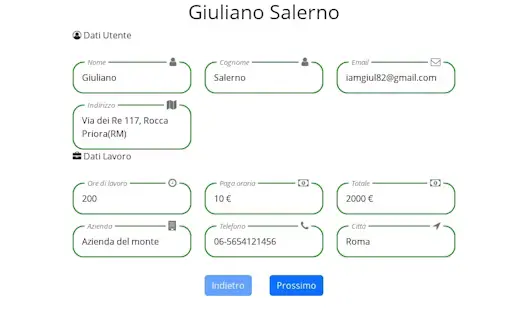 Giuliano Salerno
Dati Utente
Nome
Cognome
Email
Giuliano
Salerno
iamgiul82@gmail.com
Indirizzo
Via dei Re 117, Rocca
Priora(RM)
Dati Lavoro
Ore di lavoro
Paga oraria
Totale
200
10 €
2000 €
Azienda
Telefono
Città
Azienda del monte
06-5654121456
Roma
Indietro
Prossimo